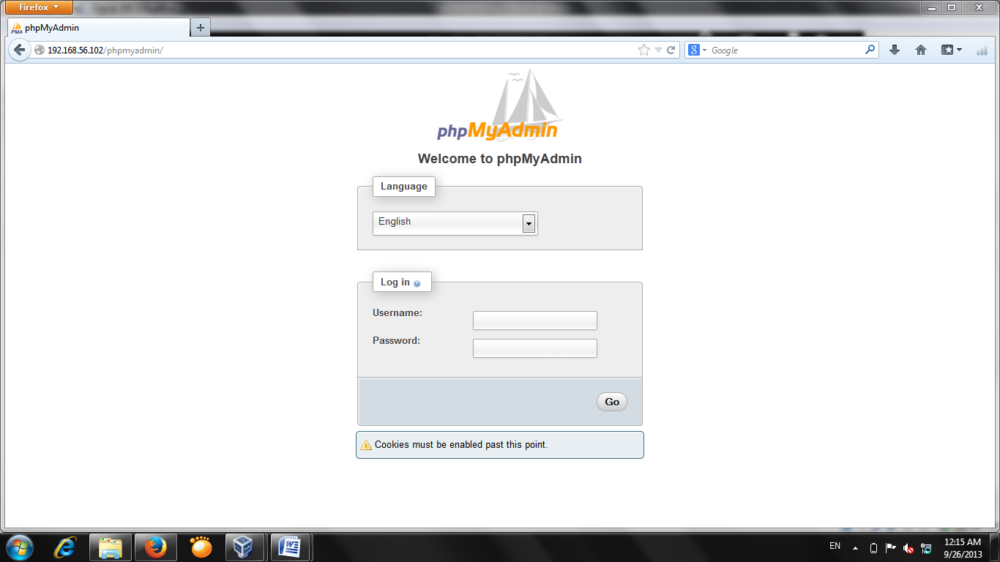 Firefox
PMA
phpMyAdmin
192.168.56.102/phpmyadmin/
Google
phpMyAdmin
Welcome to phpMyAdmin
Language
English
Log in
Username:
Password:
Go
Cookies must be enabled past this point.
EN
12:15 AM
9/26/2013